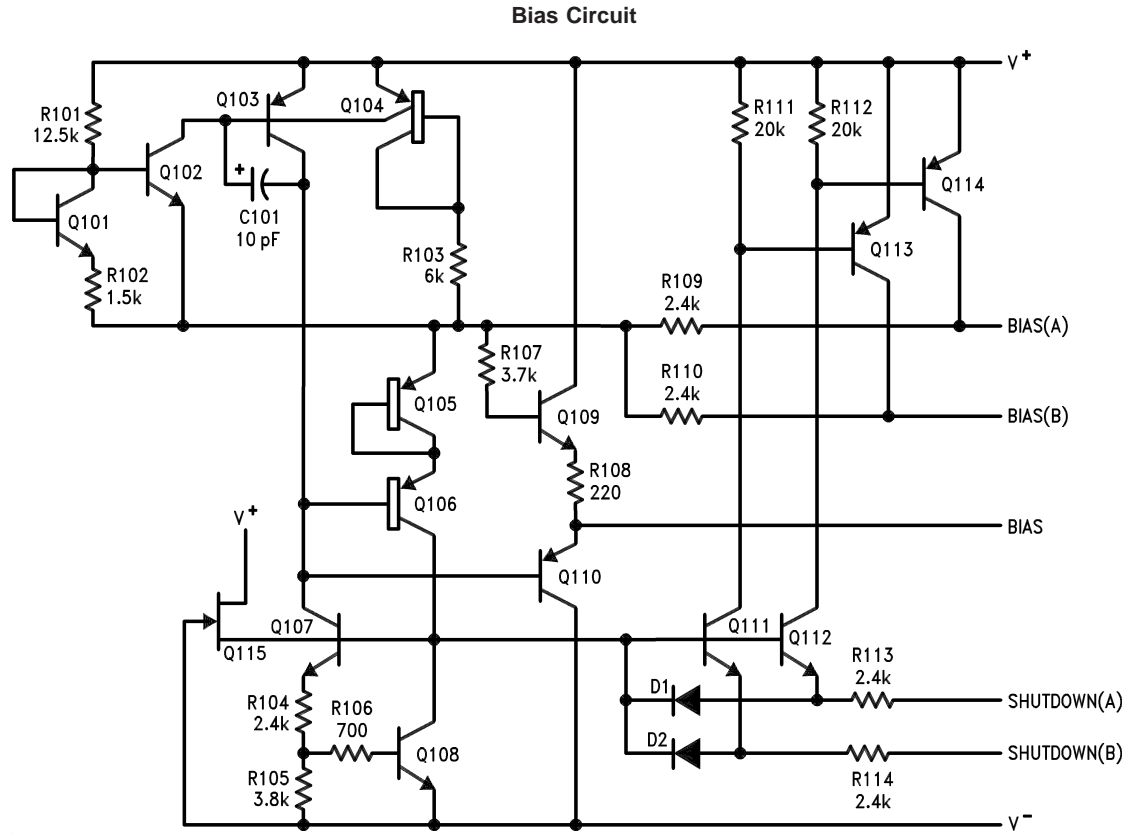 Bias Circuit
V+
R101
12.5k
Q103
Q104
R111
20k
R112
20k
Q102
Q114
Q101
C101
10 pF
Q113
R103
6k
R102
1.5k
R109
2.4k
BIAS(A)
R107
3.7k
R110
2.4k
Q105
Q109
BIAS(B)
R108
220
Q106
V+
BIAS
Q110
Q107
Q111
Q112
Q115
R113
2.4k
D1
R104
2.4k
R106
700
SHUTDOWN(A)
D2
Q108
SHUTDOWN(B)
R105
3.8k
R114
2.4k
V-